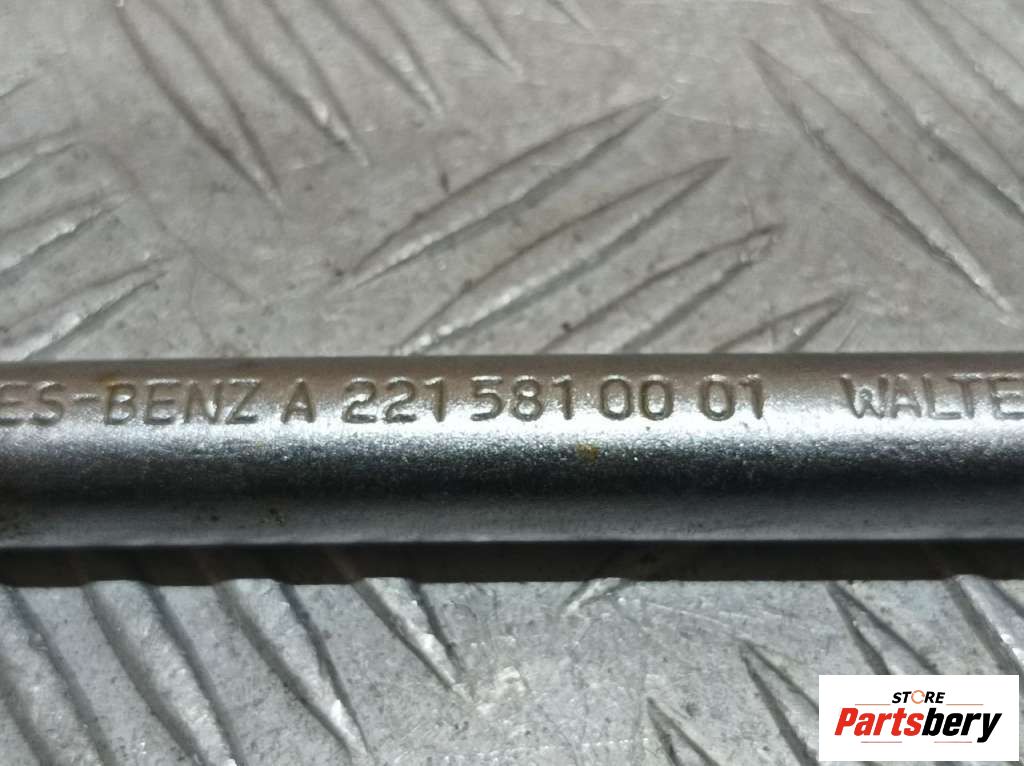 ES-BENZ A 221 581 00 01 WALTE
STORE
Partsbery